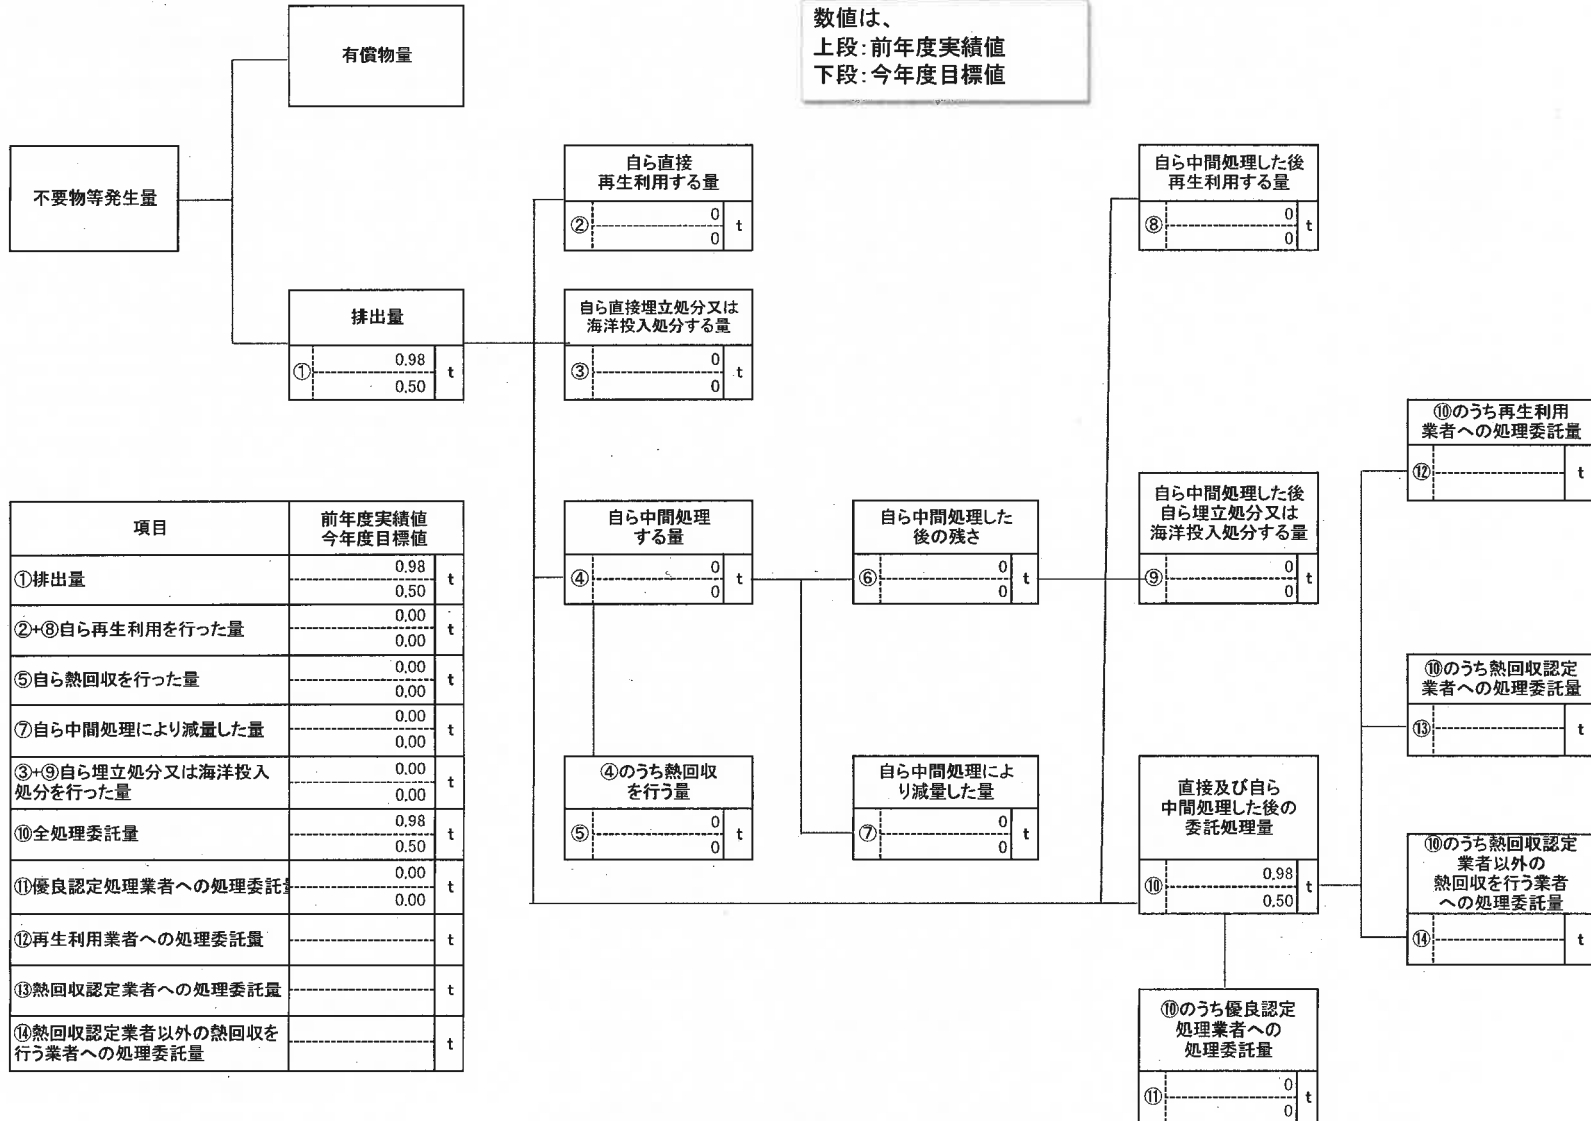 数値は、
上段:前年度実績値
下段:今年度目標値
有償物量
不要物等発生量
排出量
①
0.98
0.50
t
自ら直接
再生利用する量
②
0
0
t
自ら直接埋立処分又は
海洋投入処分する量
③
0
0
t
自ら中間処理
する量
④
0
0
t
④のうち熱回収
を行う量
⑤
0
0
t
自ら中間処理した
後の残さ
⑥
0
0
t
自ら中間処理によ
り減量した量
⑦
0
0
t
自ら中間処理した後
再生利用する量
⑧
0
0
t
自ら中間処理した後
自ら埋立処分又は
海洋投入処分する量
⑨
0
0
t
直接及び自ら
中間処理した後の
委託処理量
⑩
0.98
0.50
t
⑩のうち優良認定
処理業者への
処理委託量
⑪
0
0
t
⑩のうち再生利用
業者への処理委託量
⑫
t
⑩のうち熱回収認定
業者への処理委託量
⑬
t
⑩のうち熱回収認定
業者以外の
熱回収を行う業者
への処理委託量
⑭
t
項目
前年度実績値
今年度目標値
①排出量
0.98
0.50
t
②+⑧自ら再生利用を行った量
0.00
0.00
t
⑤自ら熱回収を行った量
0.00
0.00
t
⑦自ら中間処理により減量した量
0.00
0.00
t
③+⑨自ら埋立処分又は海洋投入
処分を行った量
0.00
0.00
t
⑩全処理委託量
0.98
0.50
t
⑪優良認定処理業者への処理委託
0.00
0.00
t
⑫再生利用業者への処理委託量
t
⑬熱回収認定業者への処理委託量
t
⑭熱回収認定業者以外の熱回収を
行う業者への処理委託量
t